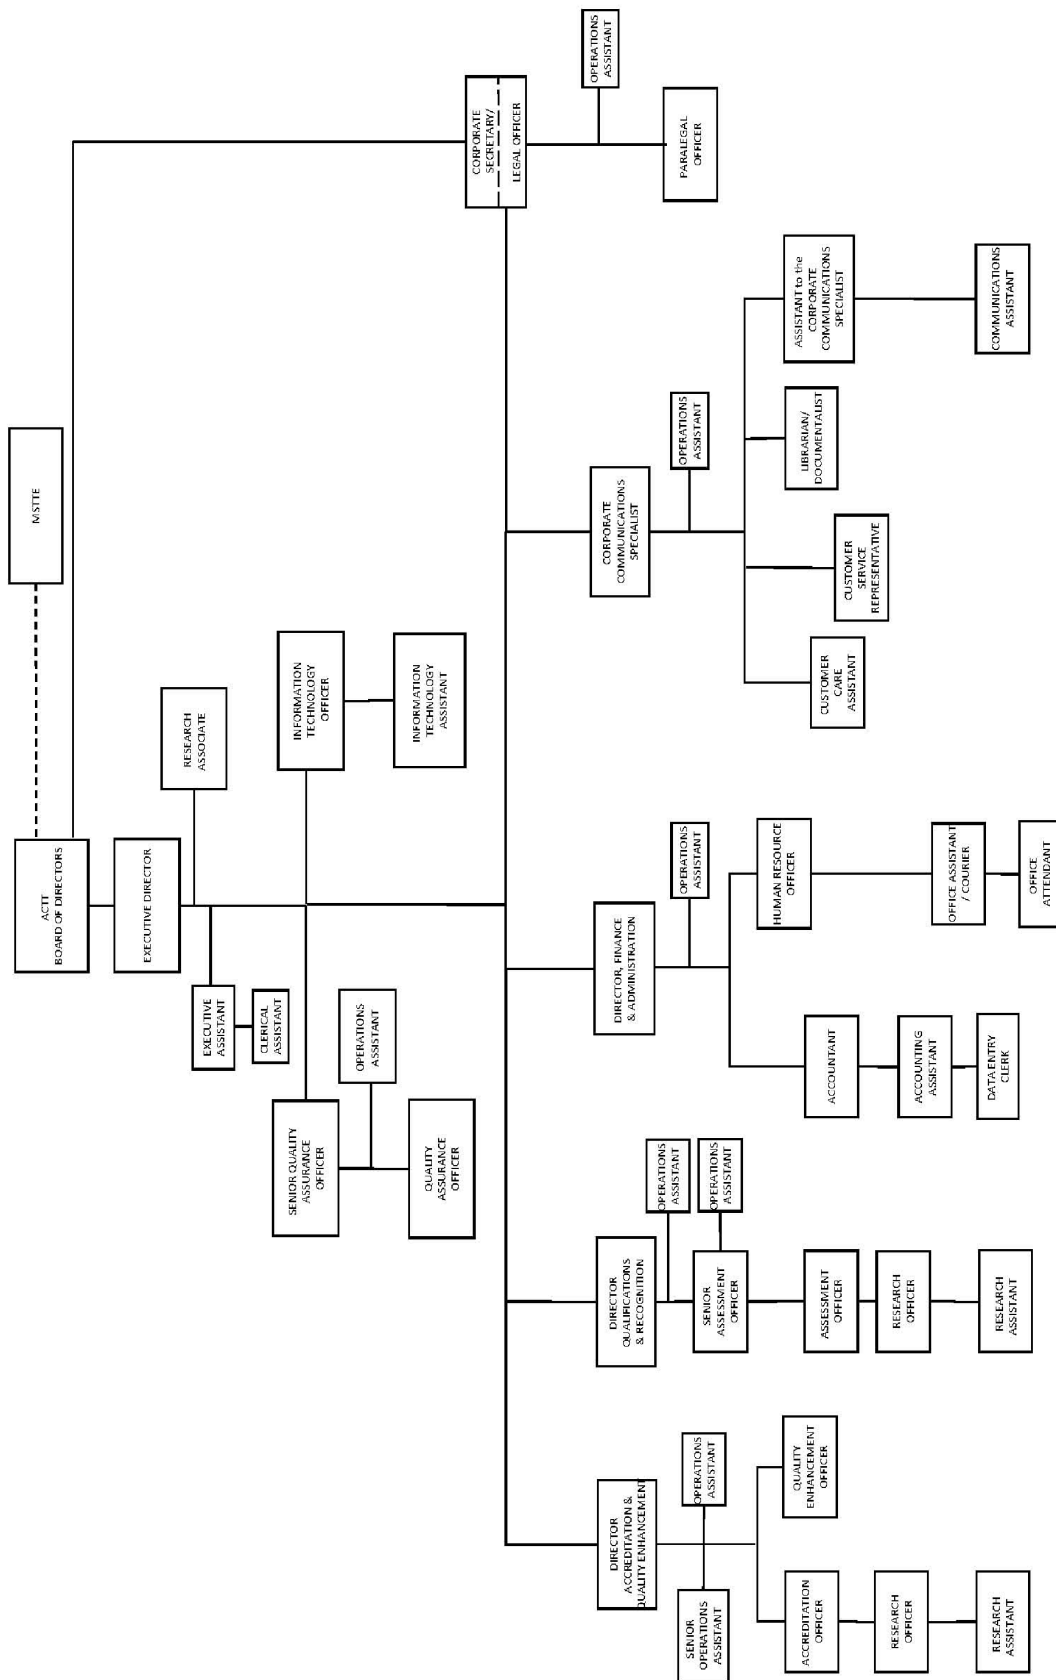 MSTTE
ACTT
BOARD OF DIRECTORS
EXECUTIVE DIRECTOR
RESEARCH
ASSOCIATE
EXECUTIVE
ASSISTANT
CLERICAL
ASSISTANT
SENIOR QUALITY
ASSURANCE
OFFICER
OPERATIONS
ASSISTANT
QUALITY
ASSURANCE
OFFICER
INFORMATION
TECHNOLOGY
OFFICER
INFORMATION
TECHNOLOGY
ASSISTANT
DIRECTOR
ACCREDITATION &
QUALITY ENHANCEMENT
SENIOR
OPERATIONS
ASSISTANT
OPERATIONS
ASSISTANT
ACCREDITATION
OFFICER
RESEARCH
OFFICER
RESEARCH
ASSISTANT
QUALITY
ENHANCEMENT
OFFICER
DIRECTOR
QUALIFICATIONS
& RECOGNITION
OPERATIONS
ASSISTANT
SENIOR
ASSESSMENT
OFFICER
OPERATIONS
ASSISTANT
ASSESSMENT
OFFICER
RESEARCH
OFFICER
RESEARCH
ASSISTANT
DIRECTOR, FINANCE
& ADMINISTRATION
OPERATIONS
ASSISTANT
ACCOUNTANT
ACCOUNTING
ASSISTANT
DATA ENTRY
CLERK
HUMAN RESOURCE
OFFICER
OFFICE ASSISTANT
/ COURIER
OFFICE
ATTENDANT
CORPORATE
COMMUNICATIONS
SPECIALIST
OPERATIONS
ASSISTANT
CUSTOMER
CARE
ASSISTANT
CUSTOMER
SERVICE
REPRESENTATIVE
LIBRARIAN/
DOCUMENTALIST
ASSISTANT to the
CORPORATE
COMMUNICATIONS
SPECIALIST
COMMUNICATIONS
ASSISTANT
CORPORATE
SECRETARY/
LEGAL OFFICER
OPERATIONS
ASSISTANT
PARALEGAL
OFFICER